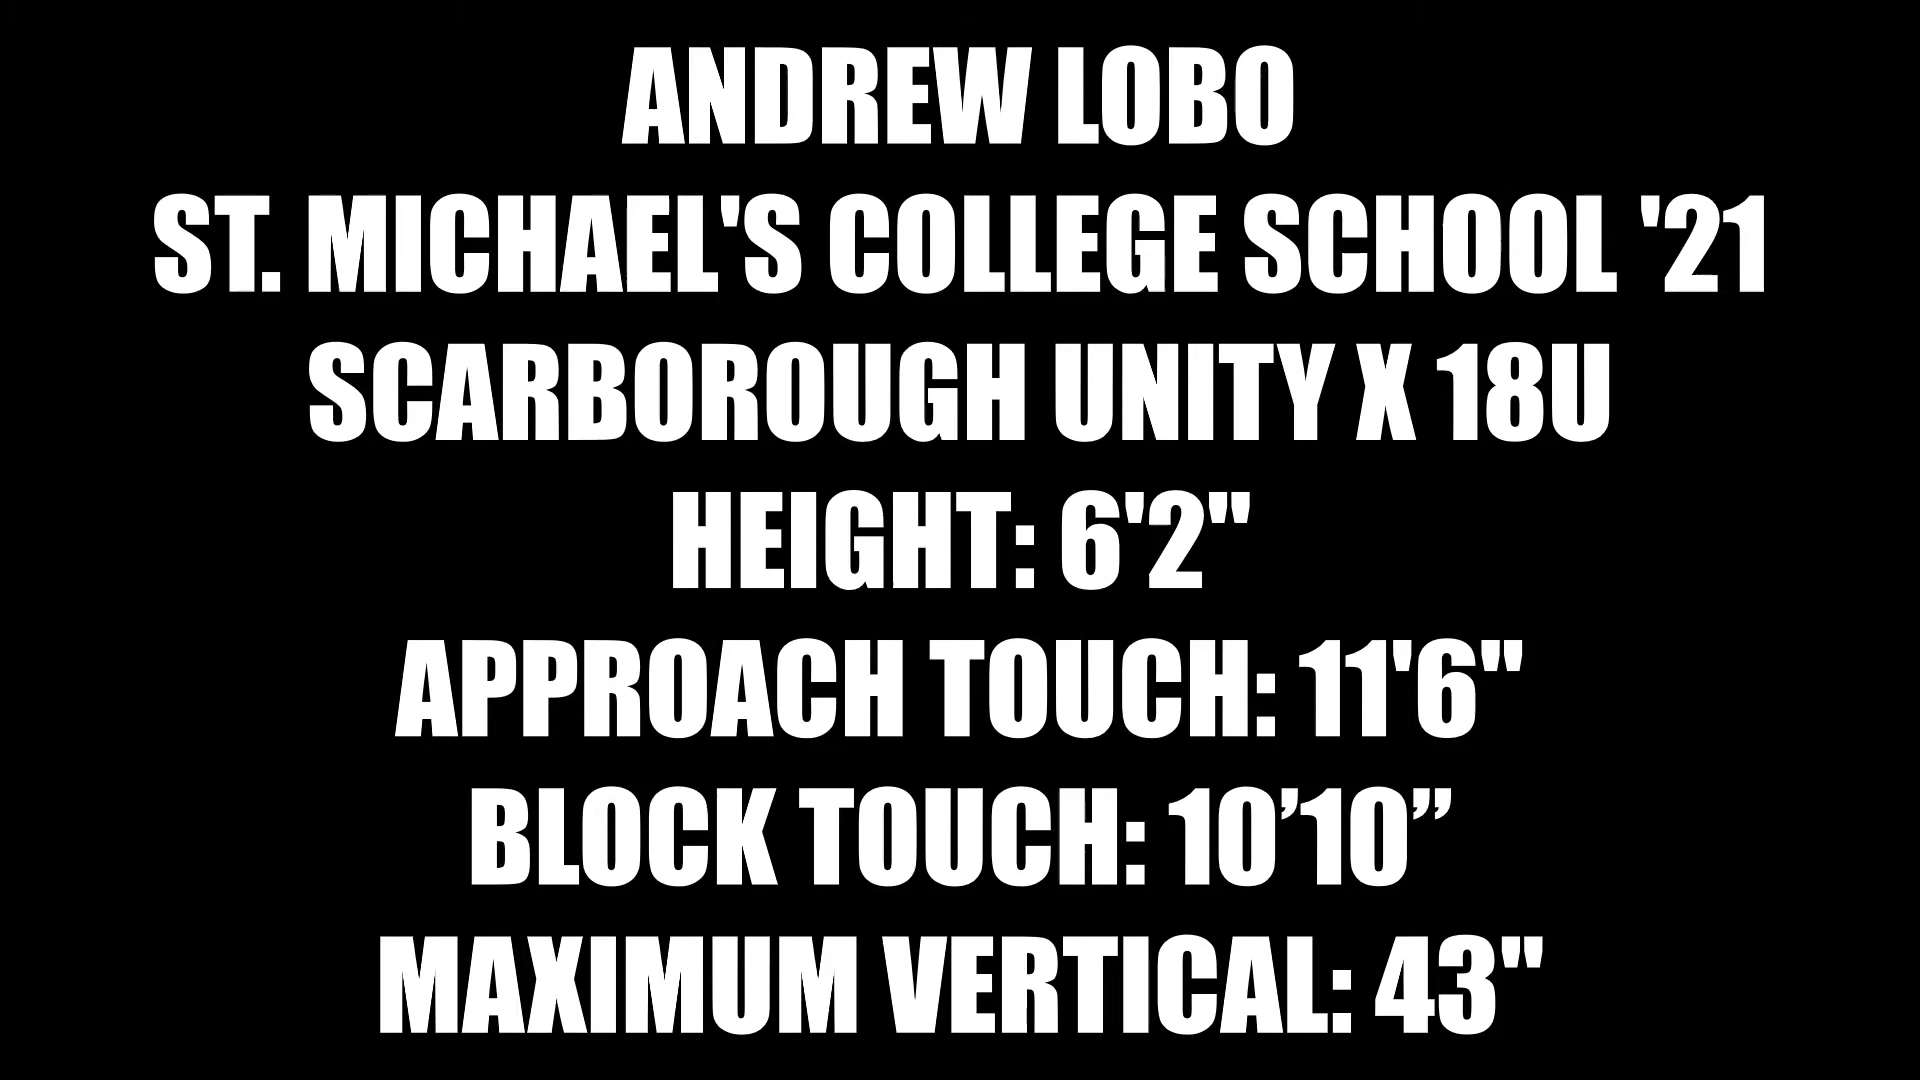 ANDREW LOBO
ST. MICHAEL'S COLLEGE SCHOOL '21
SCARBOROUGH UNITY X 18U
HEIGHT: 6'2"
APPROACH TOUCH: 11'6"
BLOCK TOUCH: 10’10”
MAXIMUM VERTICAL: 43"